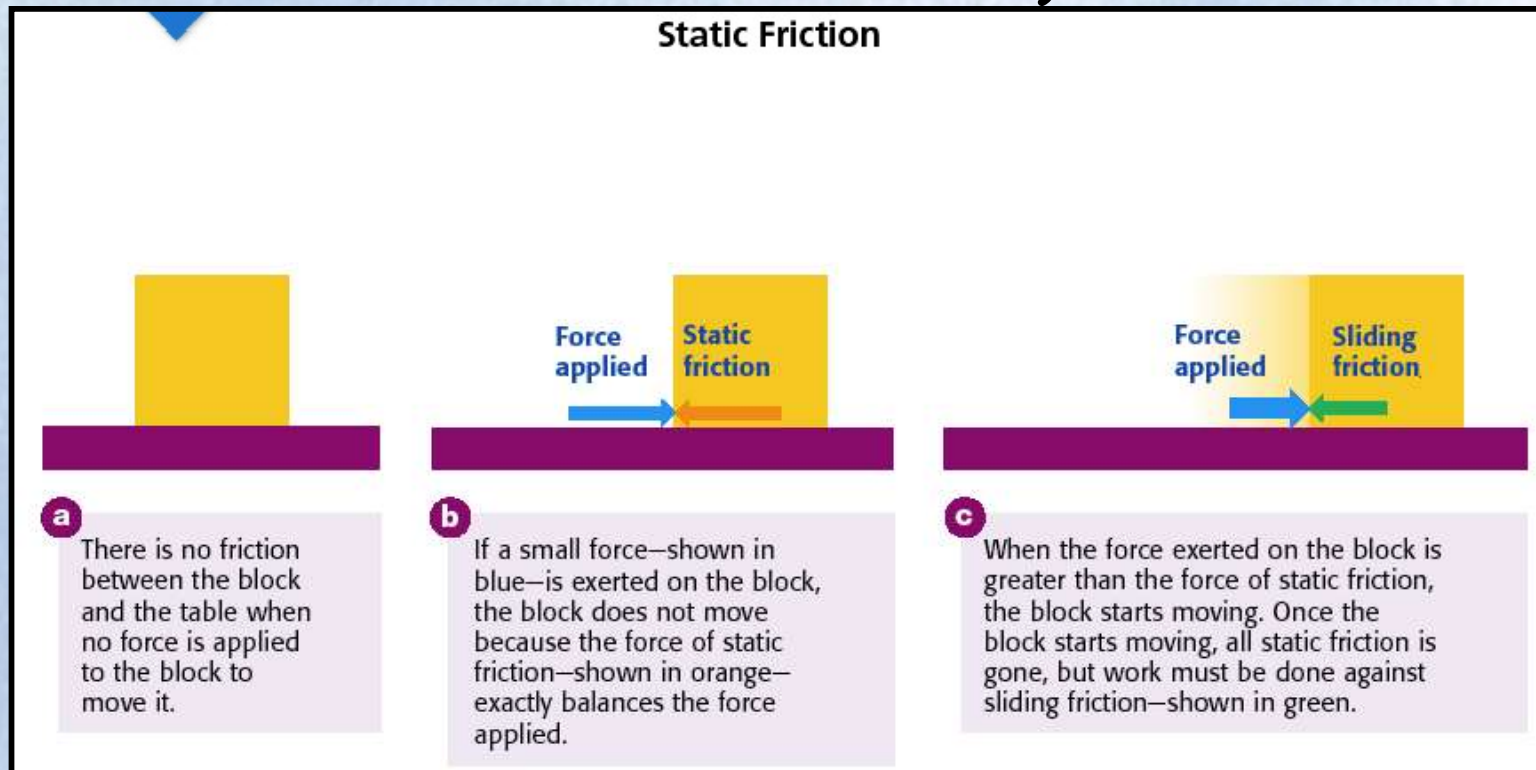 Static Friction
Force
applied
Static
friction
Force
applied
Sliding
friction
a
There is no friction
between the block
and the table when
no force is applied
to the block to
move it.
b
If a small force—shown in
blue—is exerted on the block,
the block does not move
because the force of static
friction—shown in orange—
exactly balances the force
applied.
c
When the force exerted on the block is
greater than the force of static friction,
the block starts moving. Once the
block starts moving, all static friction is
gone, but work must be done against
sliding friction—shown in green.